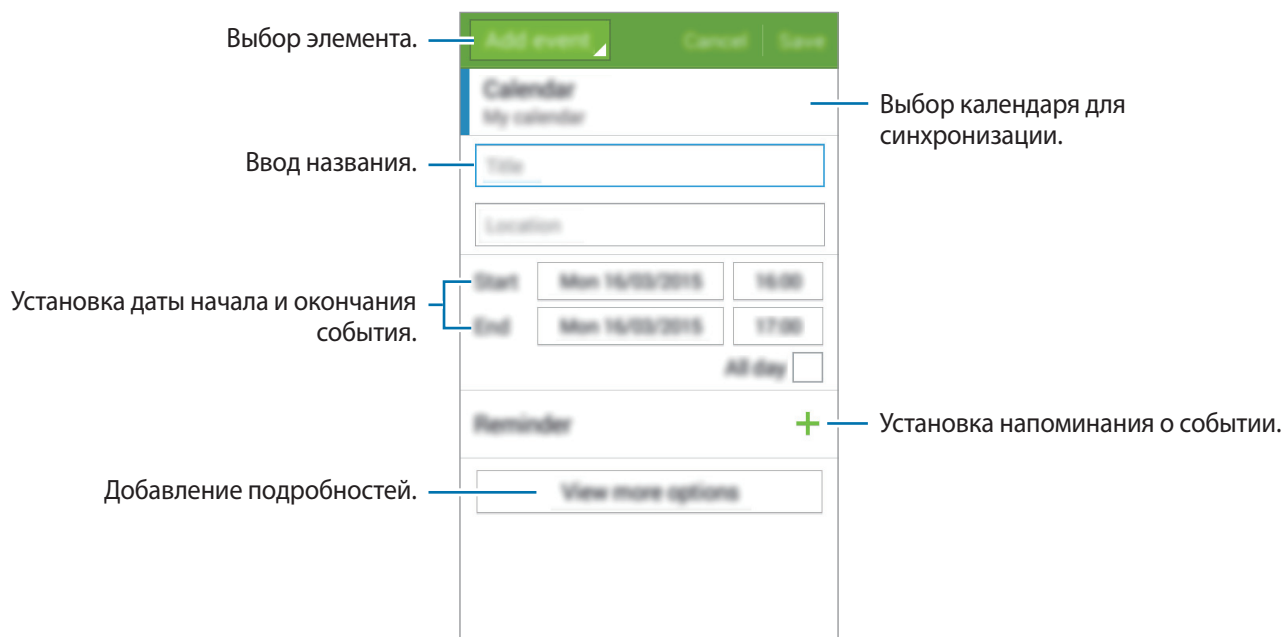 Выбор элемента.
Add event
Cancel
Save
Calendar
My calendar
Выбор календаря для
синхронизации.
Ввод названия.
Title
Location
Установка даты начала и окончания
события.
Start
Mon 16/03/2015
16:00
End
Mon 16/03/2015
17:00
All day
Reminder
Установка напоминания о событии.
Добавление подробностей.
View more options